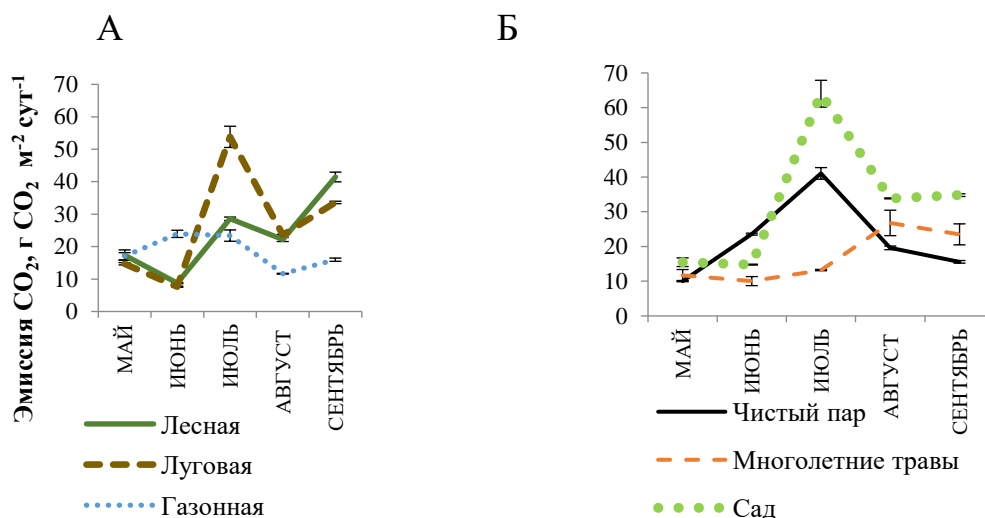 А
Эмиссия CO₂, г CO₂ м⁻² сут⁻¹
70
60
50
40
30
20
10
0
МАЙ
ИЮНЬ
ИЮЛЬ
АВГУСТ
СЕНТЯБРЬ
Лесная
Луговая
Газонная
Б
70
60
50
40
30
20
10
0
МАЙ
ИЮНЬ
ИЮЛЬ
АВГУСТ
СЕНТЯБРЬ
Чистый пар
Многолетние травы
Сад